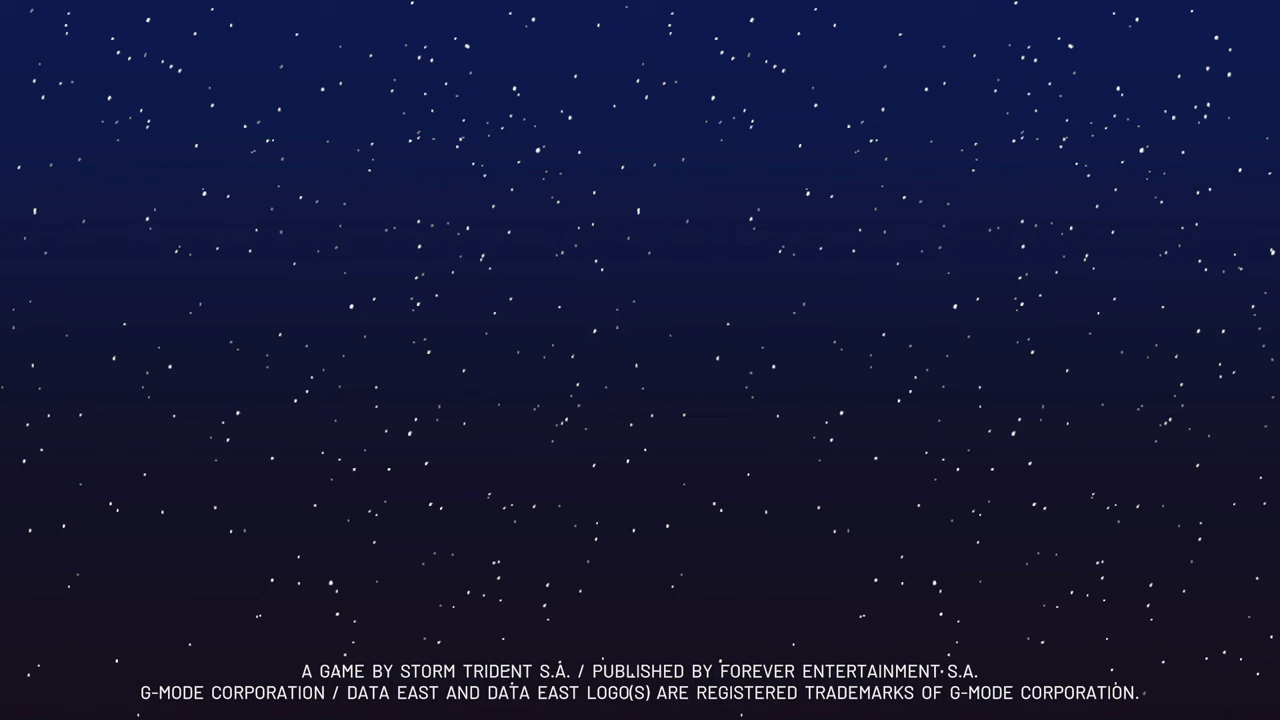 A GAME BY STORM TRIDENT S.A. / PUBLISHED BY FOREVER ENTERTAINMENT S.A.
G-MODE CORPORATION / DATA EAST AND DATA EAST LOGO(S) ARE REGISTERED TRADEMARKS OF G-MODE CORPORATION.